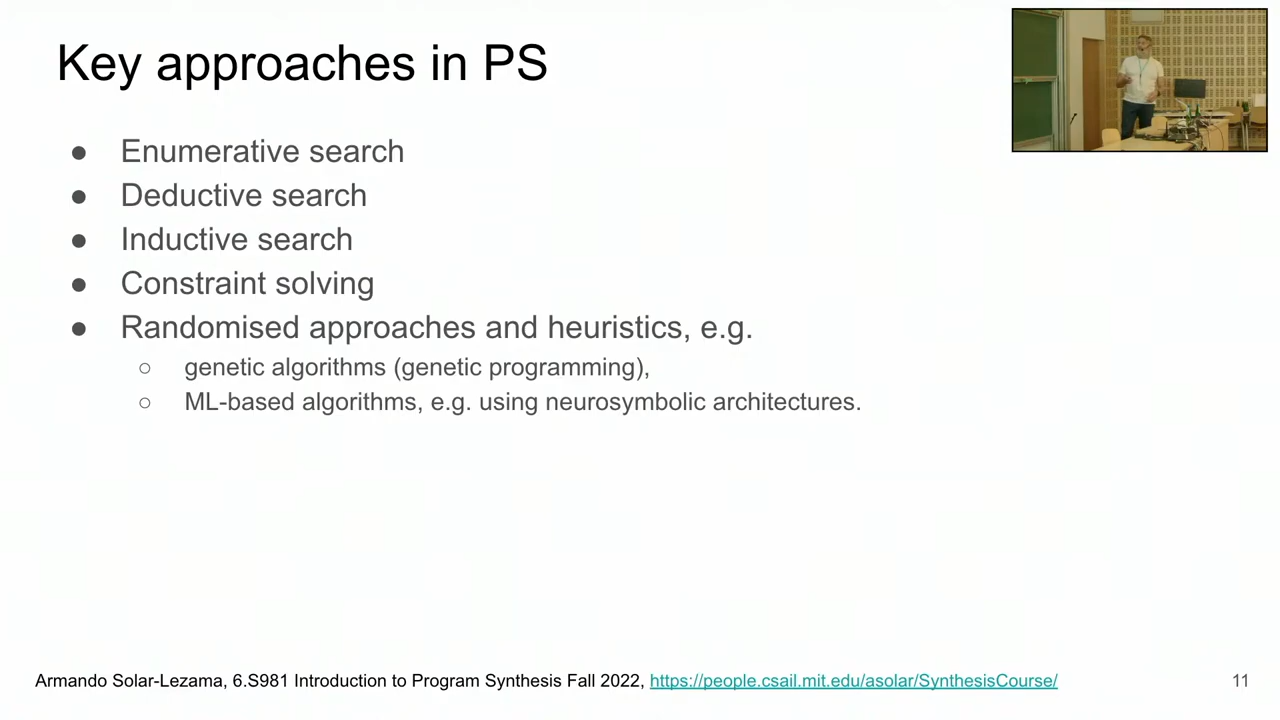 Key approaches in PS
● Enumerative search
● Deductive search
● Inductive search
● Constraint solving
● Randomised approaches and heuristics, e.g.
○ genetic algorithms (genetic programming),
○ ML-based algorithms, e.g. using neurosymbolic architectures.
Armando Solar-Lezama, 6.S981 Introduction to Program Synthesis Fall 2022, https://people.csail.mit.edu/asolar/SynthesisCourse/
11